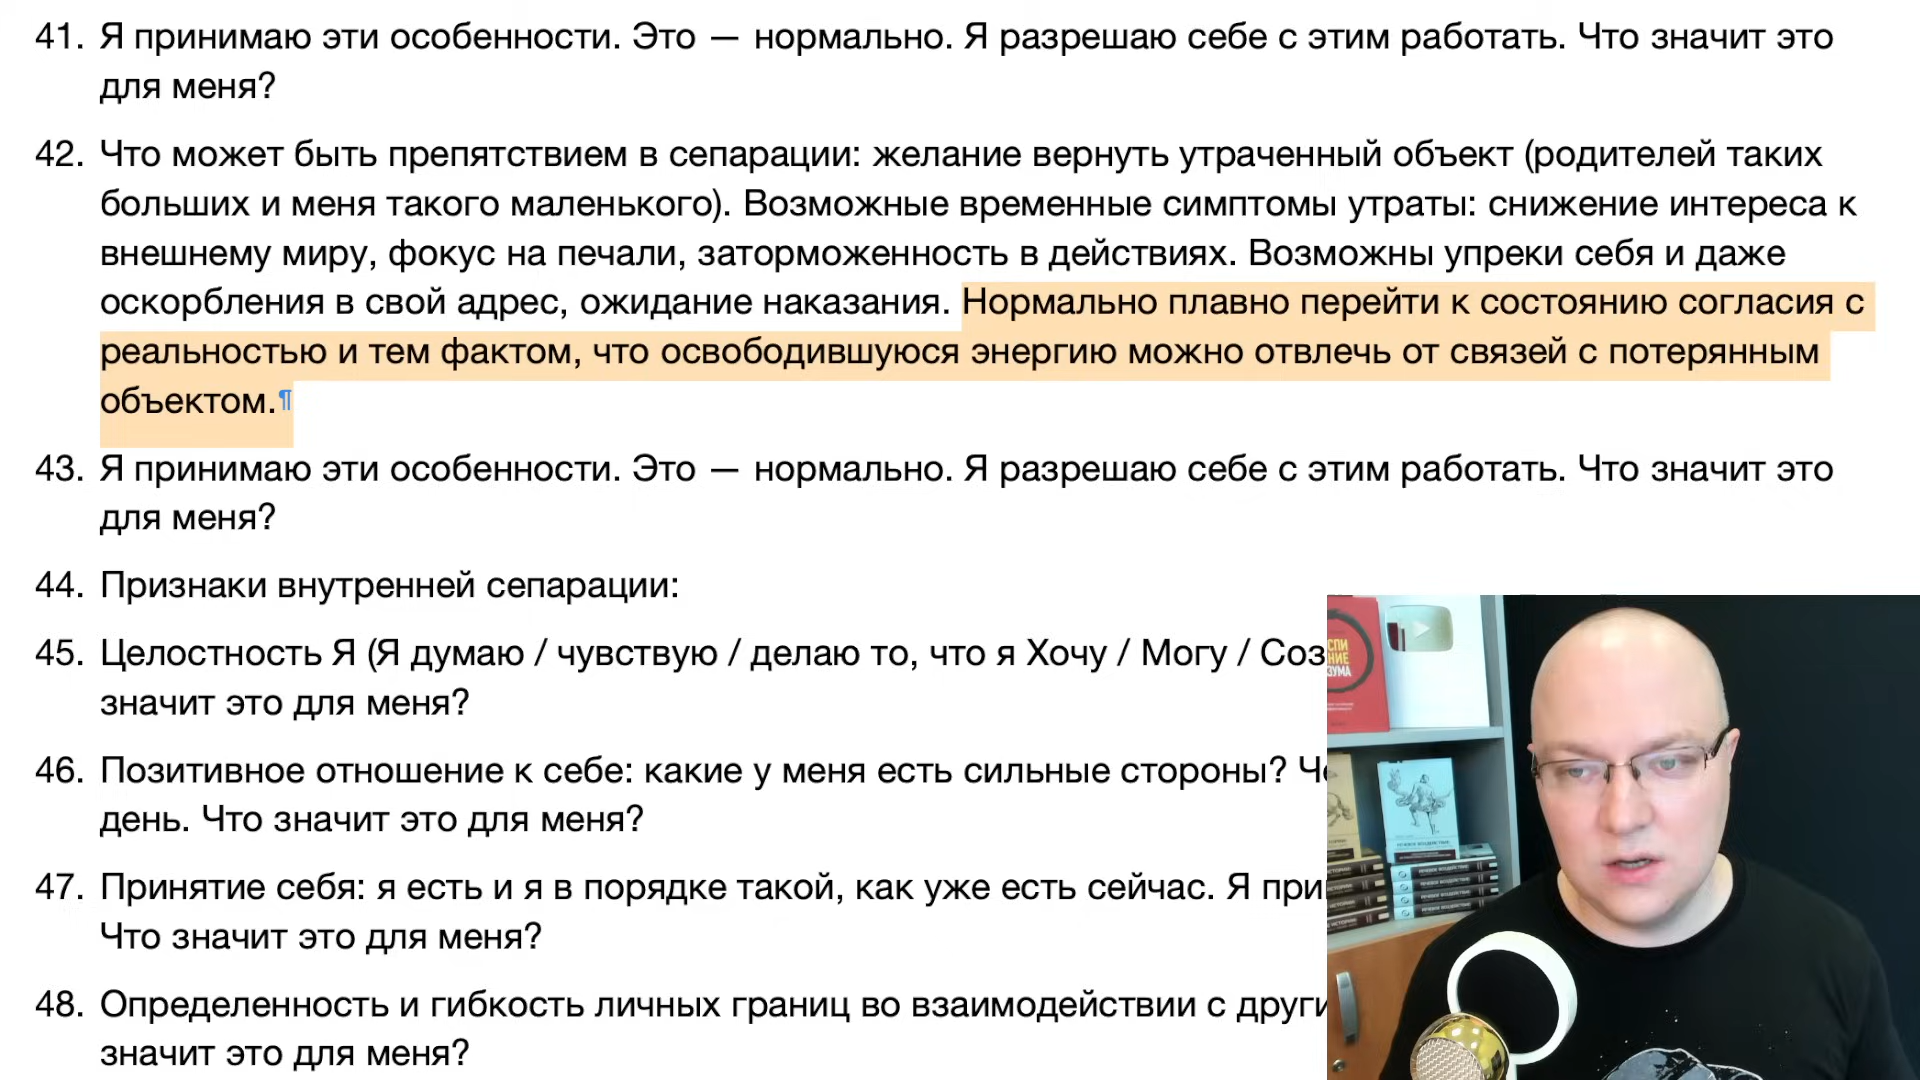 41. Я принимаю эти особенности. Это — нормально. Я разрешаю себе с этим работать. Что значит это
для меня?
42. Что может быть препятствием в сепарации: желание вернуть утраченный объект (родителей таких
больших и меня такого маленького). Возможные временные симптомы утраты: снижение интереса к
внешнему миру, фокус на печали, заторможенность в действиях. Возможны упреки себя и даже
оскорбления в свой адрес, ожидание наказания. Нормально плавно перейти к состоянию согласия с
реальностью и тем фактом, что освободившуюся энергию можно отвлечь от связей с потерянным
объектом.¶
43. Я принимаю эти особенности. Это — нормально. Я разрешаю себе с этим работать. Что значит это
для меня?
44. Признаки внутренней сепарации:
45. Целостность Я (Я думаю / чувствую / делаю то, что я Хочу / Могу / Соз
значит это для меня?
46. Позитивное отношение к себе: какие у меня есть сильные стороны? Че
день. Что значит это для меня?
47. Принятие себя: я есть и я в порядке такой, как уже есть сейчас. Я при
Что значит это для меня?
48. Определенность и гибкость личных границ во взаимодействии с други
значит это для меня?
СПИ
НИЕ
ЗУМА